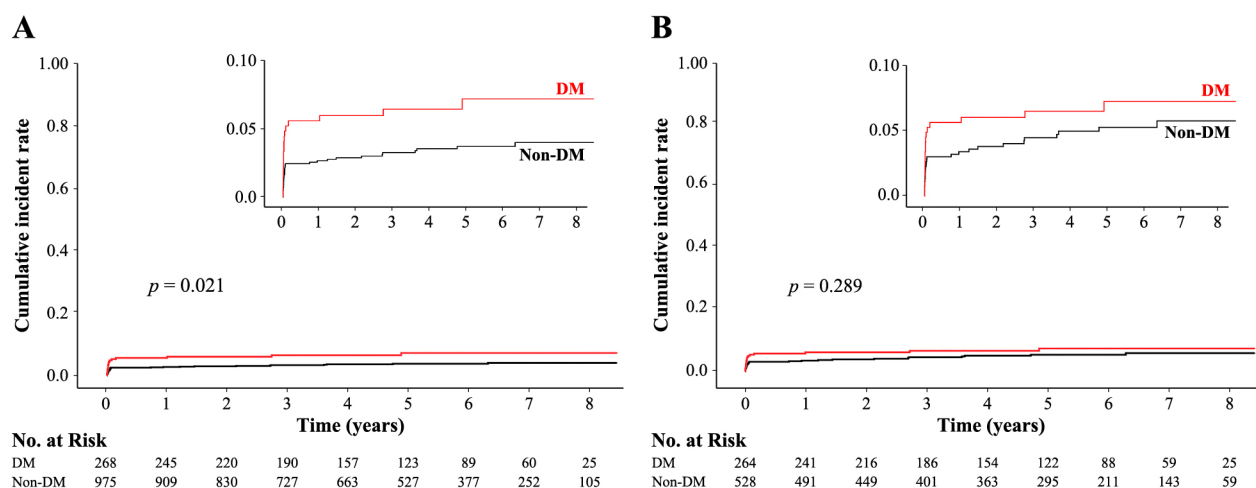 A
Cumulative incident rate
1.00
0.8
0.6
0.4
0.2
0.0
0.10
0.05
0.0
DM
Non-DM
0 1 2 3 4 5 6 7 8
p = 0.021
0 1 2 3 4 5 6 7 8
Time (years)
No. at Risk
DM 268 245 220 190 157 123 89 60 25
Non-DM 975 909 830 727 663 527 377 252 105
B
Cumulative incident rate
1.00
0.8
0.6
0.4
0.2
0.0
0.10
0.05
0.0
DM
Non-DM
0 1 2 3 4 5 6 7 8
p = 0.289
0 1 2 3 4 5 6 7 8
Time (years)
No. at Risk
DM 264 241 216 186 154 122 88 59 25
Non-DM 528 491 449 401 363 295 211 143 59